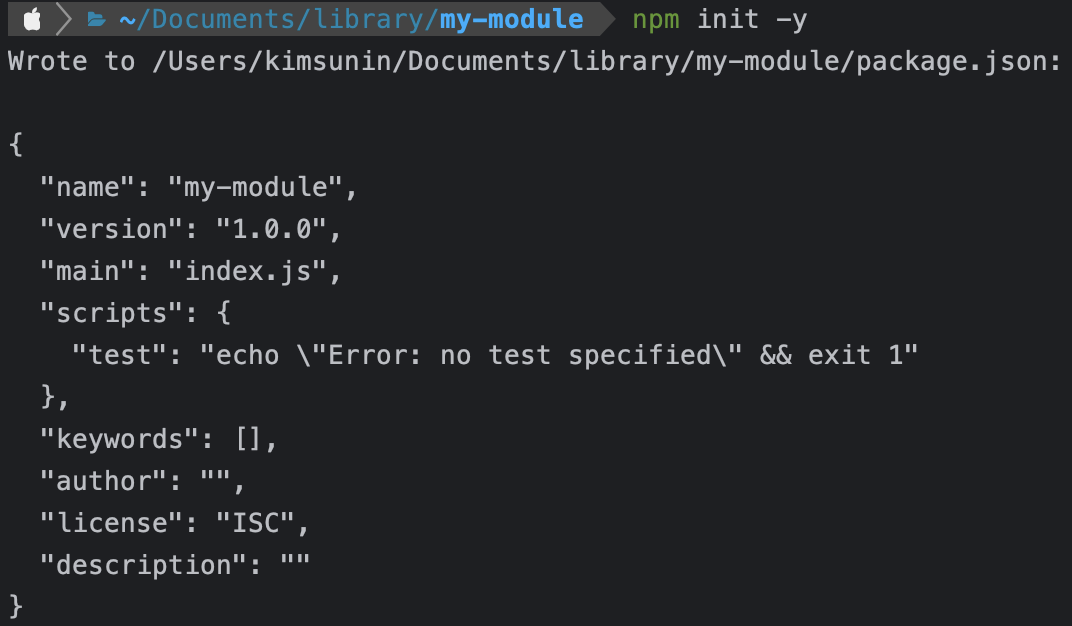 ~/Documents/library/my-module npm init -y
Wrote to /Users/kimsunin/Documents/library/my-module/package.json:
{
  "name": "my-module",
  "version": "1.0.0",
  "main": "index.js",
  "scripts": {
    "test": "echo \"Error: no test specified\" && exit 1"
  },
  "keywords": [],
  "author": "",
  "license": "ISC",
  "description": ""
}